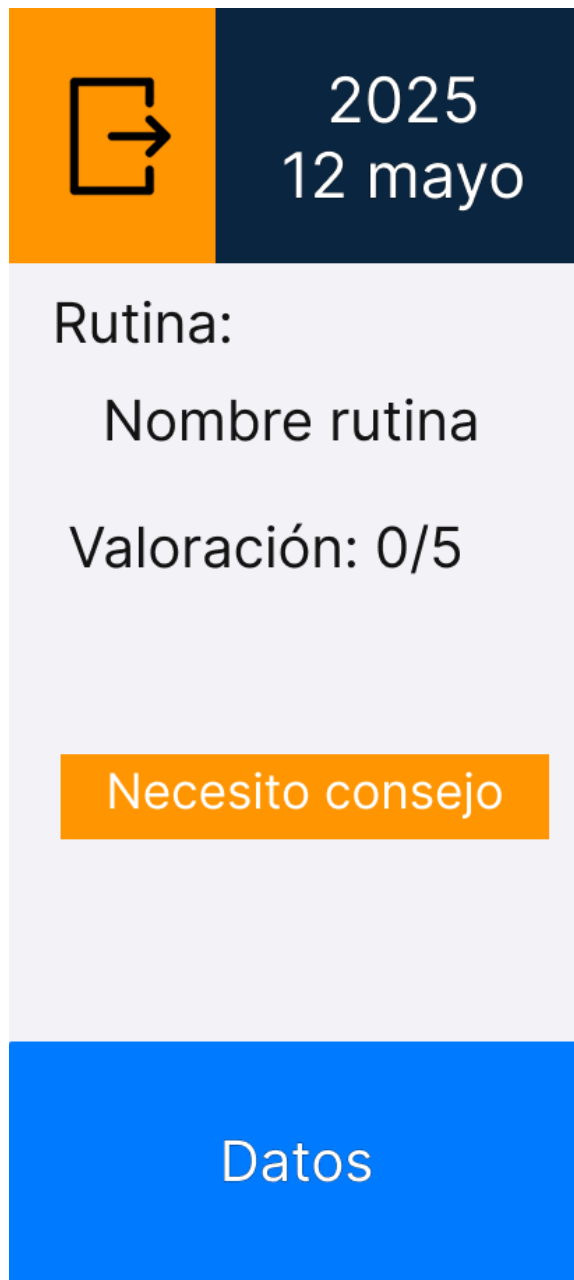 2025
12 mayo
Rutina:
Nombre rutina
Valoración: 0/5
Necesito consejo
Datos